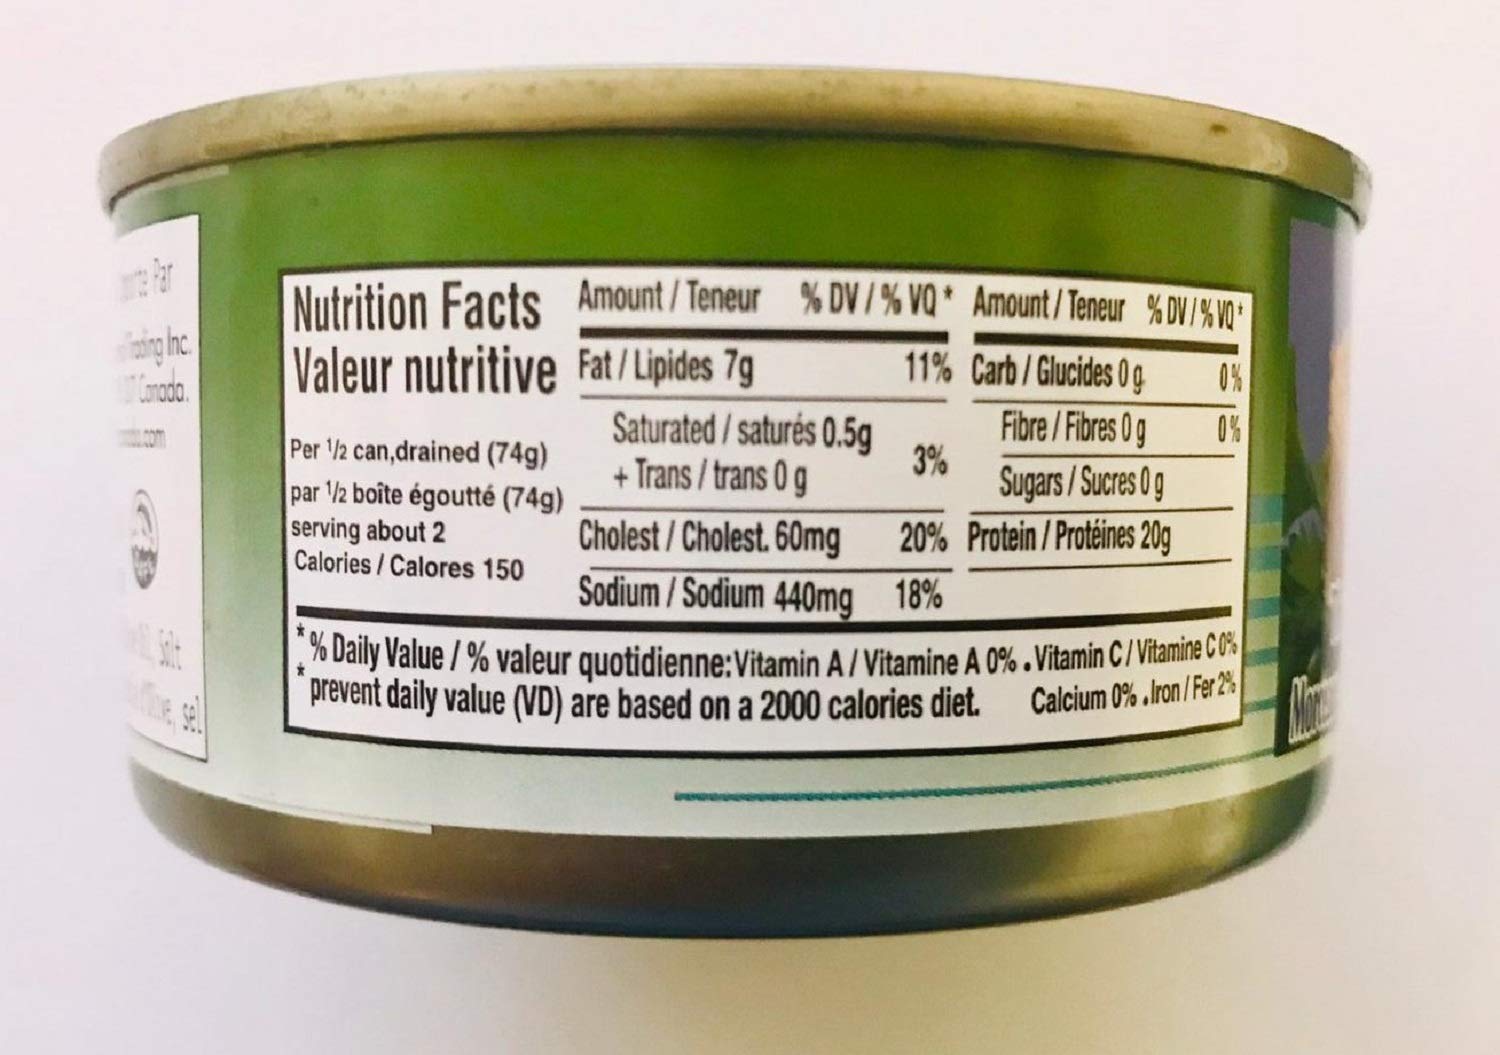 Par
Trading Inc.
Canada.
.com
Salt
sel
Nutrition Facts
Valeur nutritive
Per 1/2 can,drained (74g)
par 1/2 boîte égoutté (74g)
serving about 2
Calories / Calores 150
Amount / Teneur % DV / % VQ *
Fat / Lipides 7g 11%
Saturated / saturés 0.5g
+ Trans / trans 0 g 3%
Cholest / Cholest. 60mg 20%
Sodium / Sodium 440mg 18%
Amount / Teneur % DV / % VQ *
Carb / Glucides 0 g 0%
Fibre / Fibres 0 g 0%
Sugars / Sucres 0 g
Protein / Protéines 20g
* % Daily Value / % valeur quotidienne: Vitamin A / Vitamine A 0% . Vitamin C / Vitamine C 0%
* prevent daily value (VD) are based on a 2000 calories diet. Calcium 0% . Iron / Fer 2%